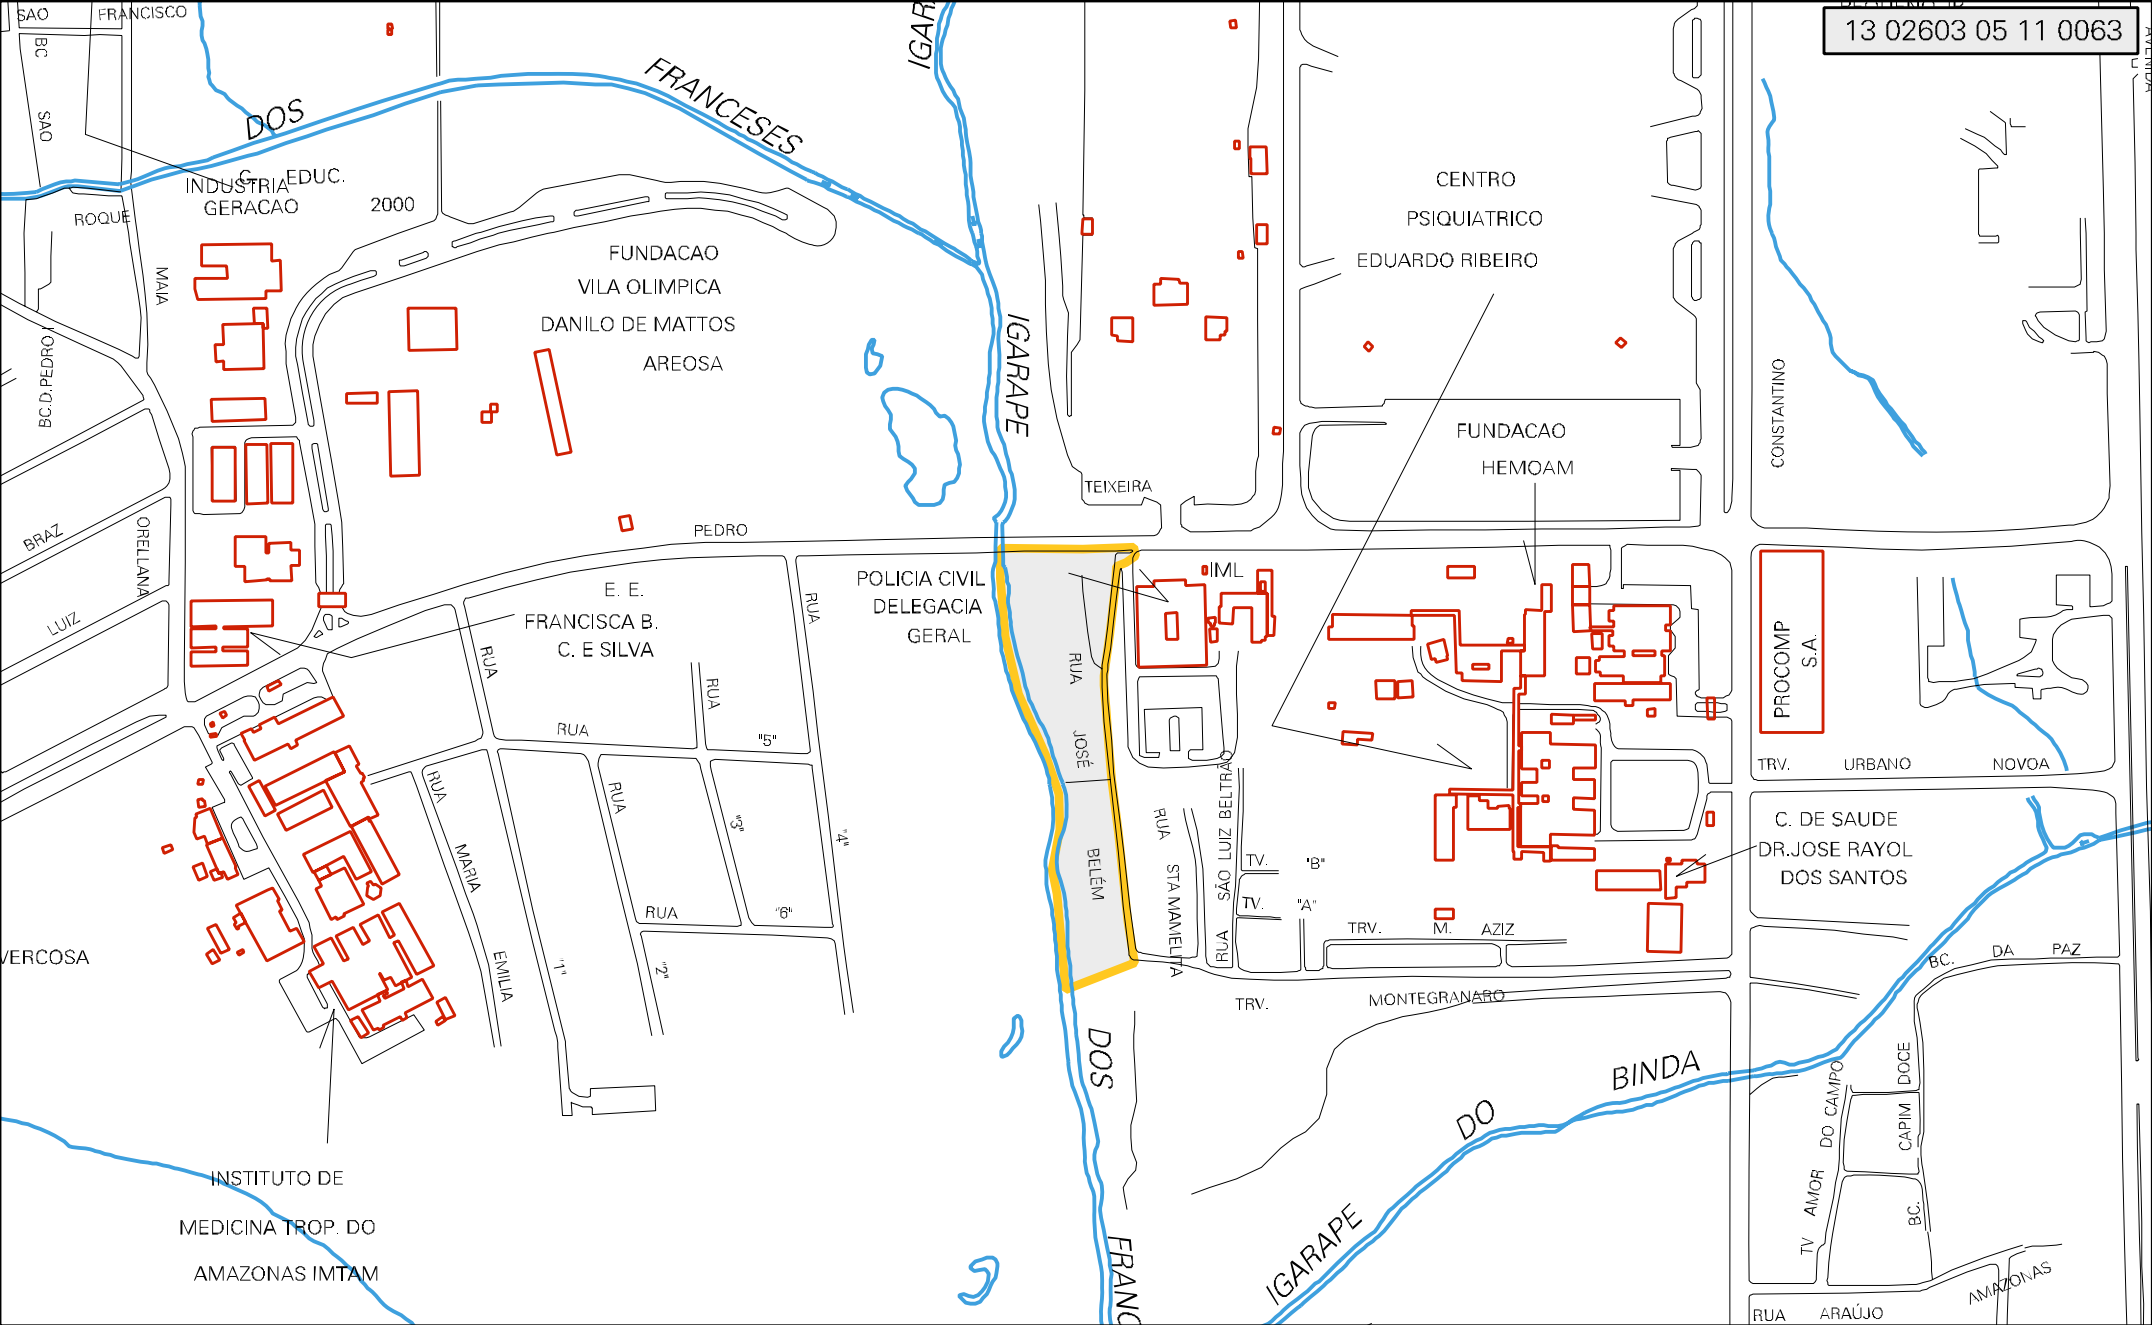 SAO FRANCISCO
BC
SAO
13 02603 05 11 0063
AVENIDA
IGARA
DOS
FRANCESES
G. EDUC.
INDUSTRIA
GERACAO 2000
ROQUE
MAIA
BC.D.PEDRO I
FUNDACAO
VILA OLIMPICA
DANILO DE MATTOS
AREOSA
CENTRO
PSIQUIATRICO
EDUARDO RIBEIRO
IGARAPE
FUNDACAO
HEMOAM
CONSTANTINO
TEIXEIRA
PEDRO
BRAZ
ORELLANA
LUIZ
E. E.
FRANCISCA B.
C. E SILVA
POLICIA CIVIL
DELEGACIA
GERAL
IML
RUA
RUA
RUA
RUA
"5"
RUA
RUA
"3"
"4"
RUA
MARIA
EMILIA
RUA
"6"
"1"
"2"
RUA
JOSÉ
BELÉM
RUA
STA MAMELITA
RUA SÃO LUIZ BELTRÃO
TV. "B"
TV. "A"
TRV. M. AZIZ
TRV. MONTEGRANARO
PROCOMP
S.A.
TRV. URBANO NOVOA
C. DE SAUDE
DR.JOSE RAYOL
DOS SANTOS
BC. DA PAZ
VERCOSA
DOS
FRANC
IGARAPE
DO
BINDA
TV AMOR DO CAMPO
BC. CAPIM DOCE
INSTITUTO DE
MEDICINA TROP. DO
AMAZONAS IMTAM
RUA ARAÚJO
AMAZONAS